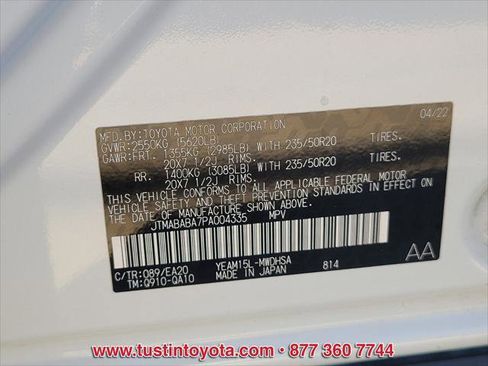 MFD.BY:TOYOTA MOTOR CORPORATION 04/22
GVWR:2550KG (5620LB)
GAWR:FRT. 1355KG (2985LB) WITH 235/50R20 TIRES.
20X7 1/2J RIMS.
RR. 1400KG (3085LB) WITH 235/50R20 TIRES.
20X7 1/2J RIMS.
THIS VEHICLE CONFORMS TO ALL APPLICABLE FEDERAL MOTOR
VEHICLE SAFETY AND THEFT PREVENTION STANDARDS IN
EFFECT ON THE DATE OF MANUFACTURE SHOWN ABOVE.
JTMABABA7PA004335 MPV
AA
C/TR:089/EA20 YEAM15L-MWDHSA
TM:Q910-QA10 MADE IN JAPAN 814
www.tustintoyota.com • 877 360 7744